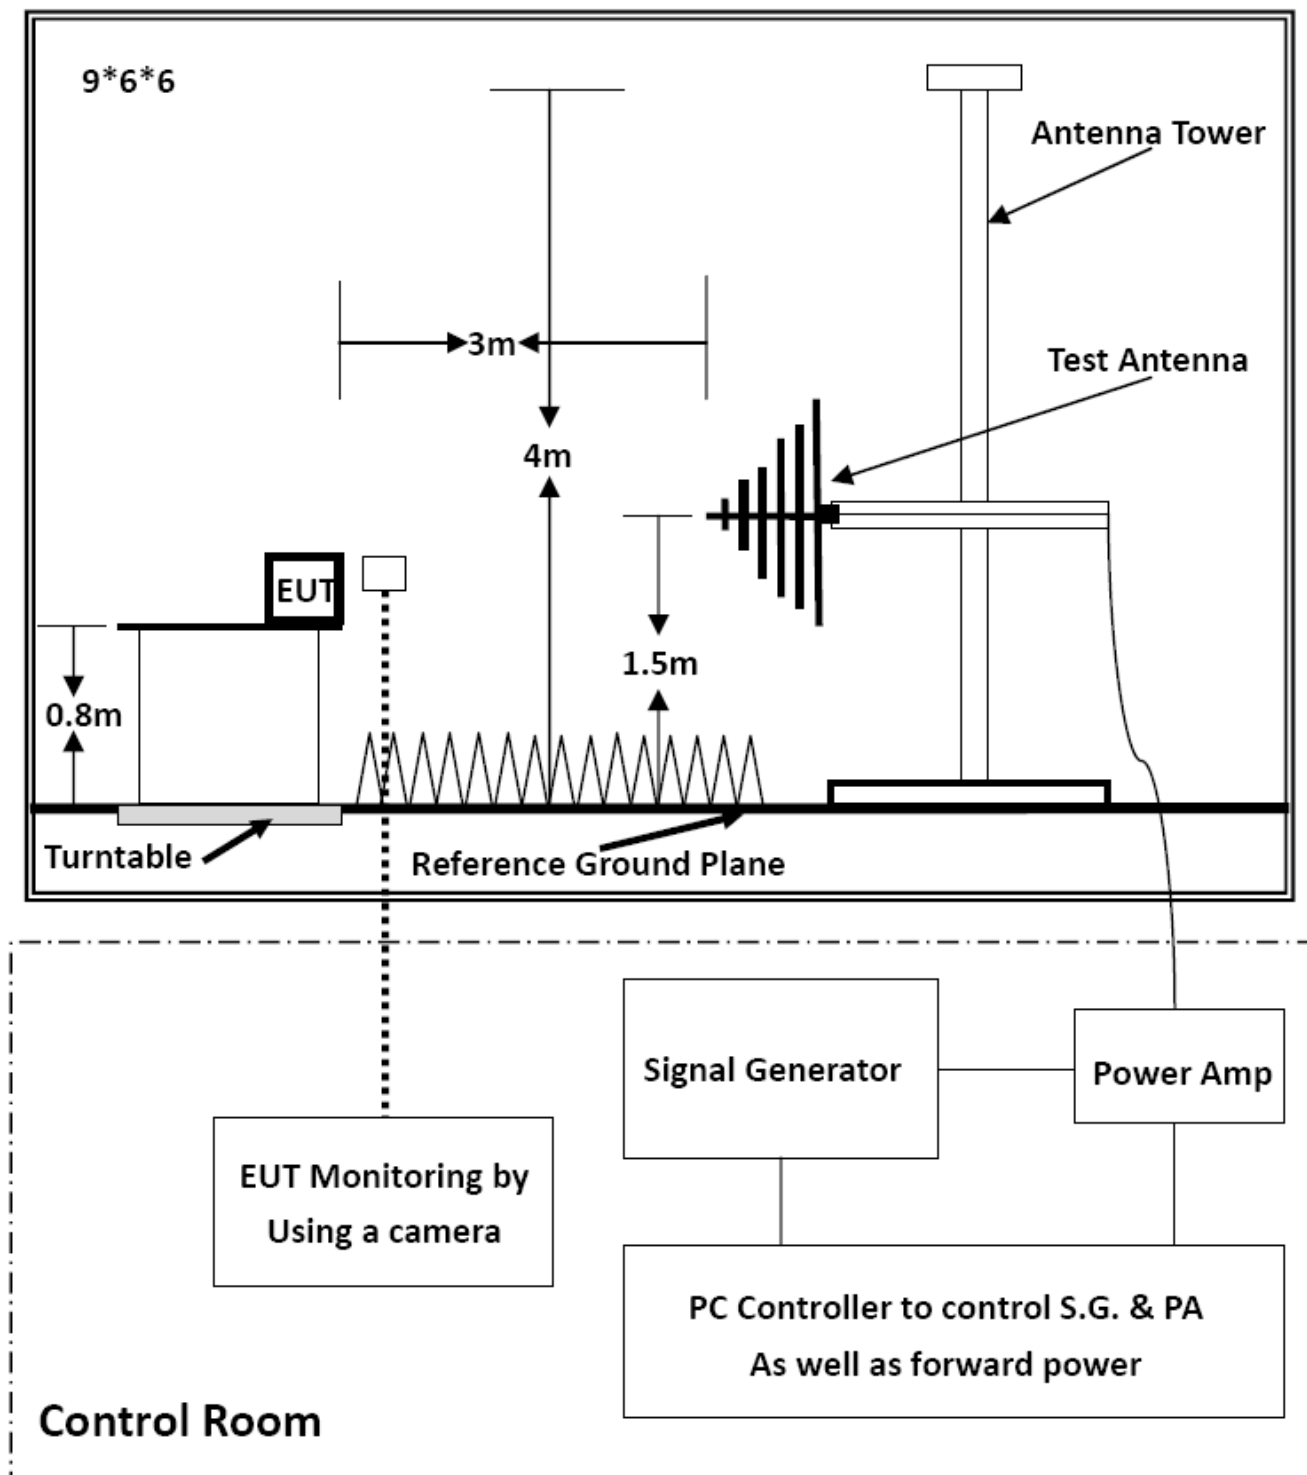 9*6*6
Antenna Tower
3m
Test Antenna
4m
EUT
1.5m
0.8m
Turntable
Reference Ground Plane
Signal Generator
Power Amp
EUT Monitoring by
Using a camera
PC Controller to control S.G. & PA
As well as forward power
Control Room